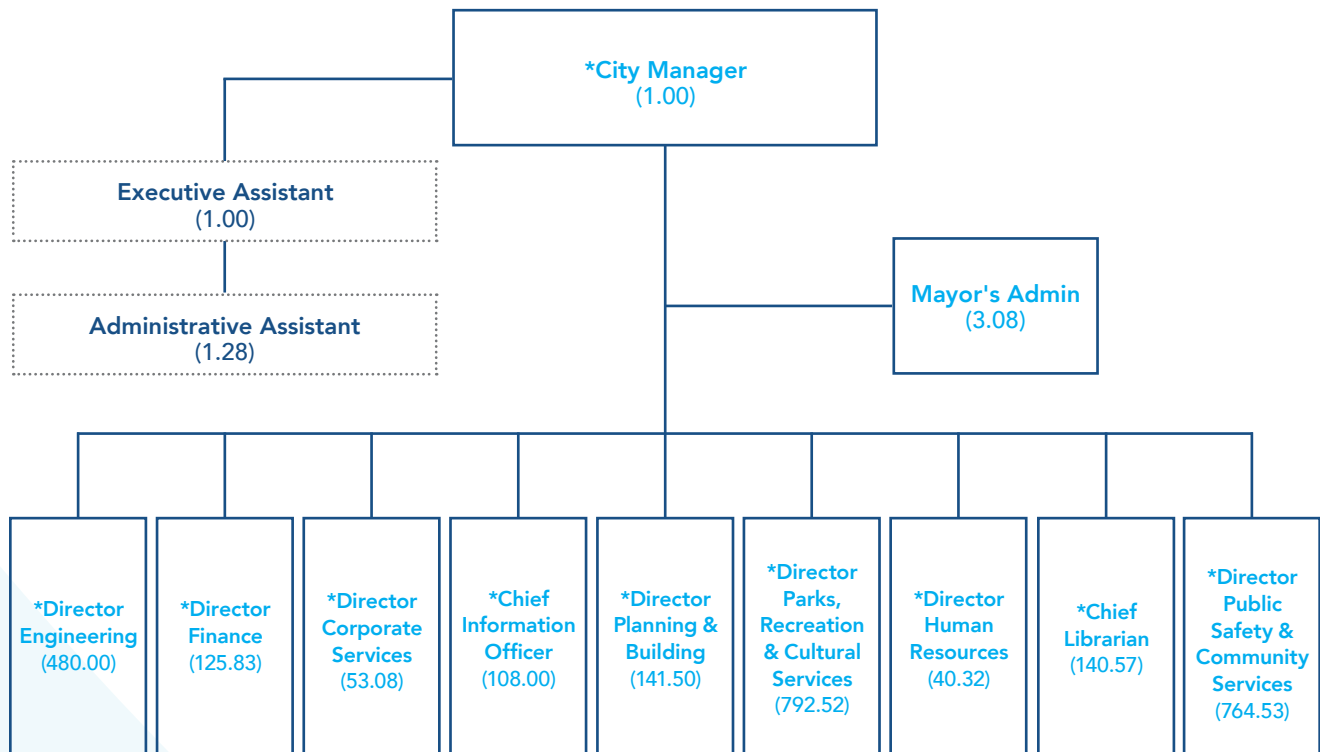 *City Manager
(1.00)
Executive Assistant
(1.00)
Administrative Assistant
(1.28)
Mayor's Admin
(3.08)
*Director
Engineering
(480.00)
*Director
Finance
(125.83)
*Director
Corporate
Services
(53.08)
*Chief
Information
Officer
(108.00)
*Director
Planning &
Building
(141.50)
*Director
Parks,
Recreation
& Cultural
Services
(792.52)
*Director
Human
Resources
(40.32)
*Chief
Librarian
(140.57)
*Director
Public
Safety &
Community
Services
(764.53)